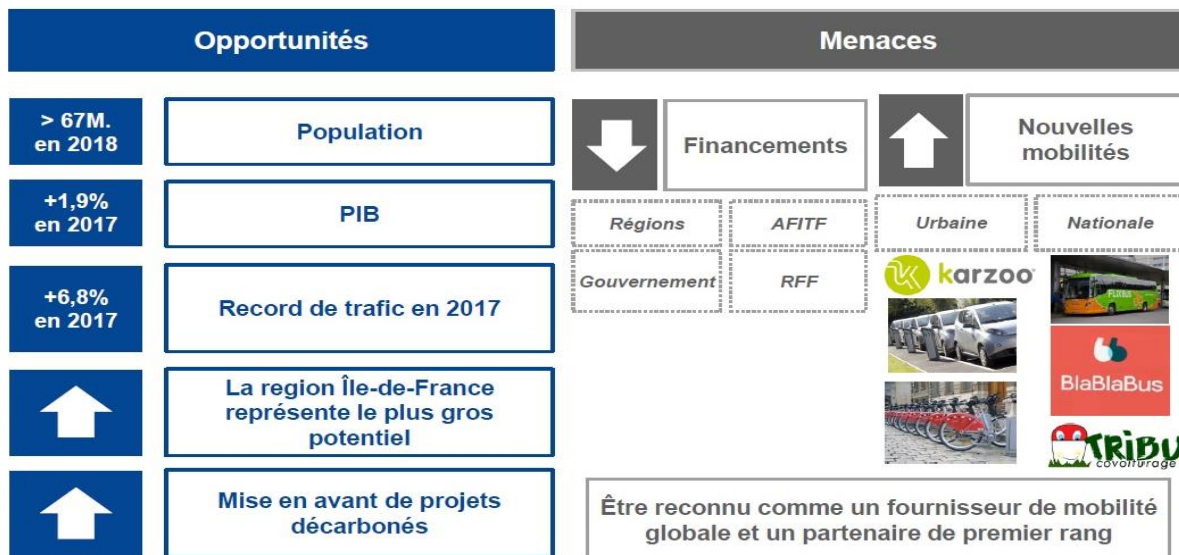 Opportunités
> 67M.
en 2018
Population
+1,9%
en 2017
PIB
+6,8%
en 2017
Record de trafic en 2017
La region Île-de-France
représente le plus gros
potentiel
Mise en avant de projets
décarbonés
Menaces
Financements
Nouvelles
mobilités
Régions
AFITF
Gouvernement
RFF
Urbaine
Nationale
karzoo
FLiXBUS
BlaBlaBus
TRiBU
covoiturage
Être reconnu comme un fournisseur de mobilité
globale et un partenaire de premier rang